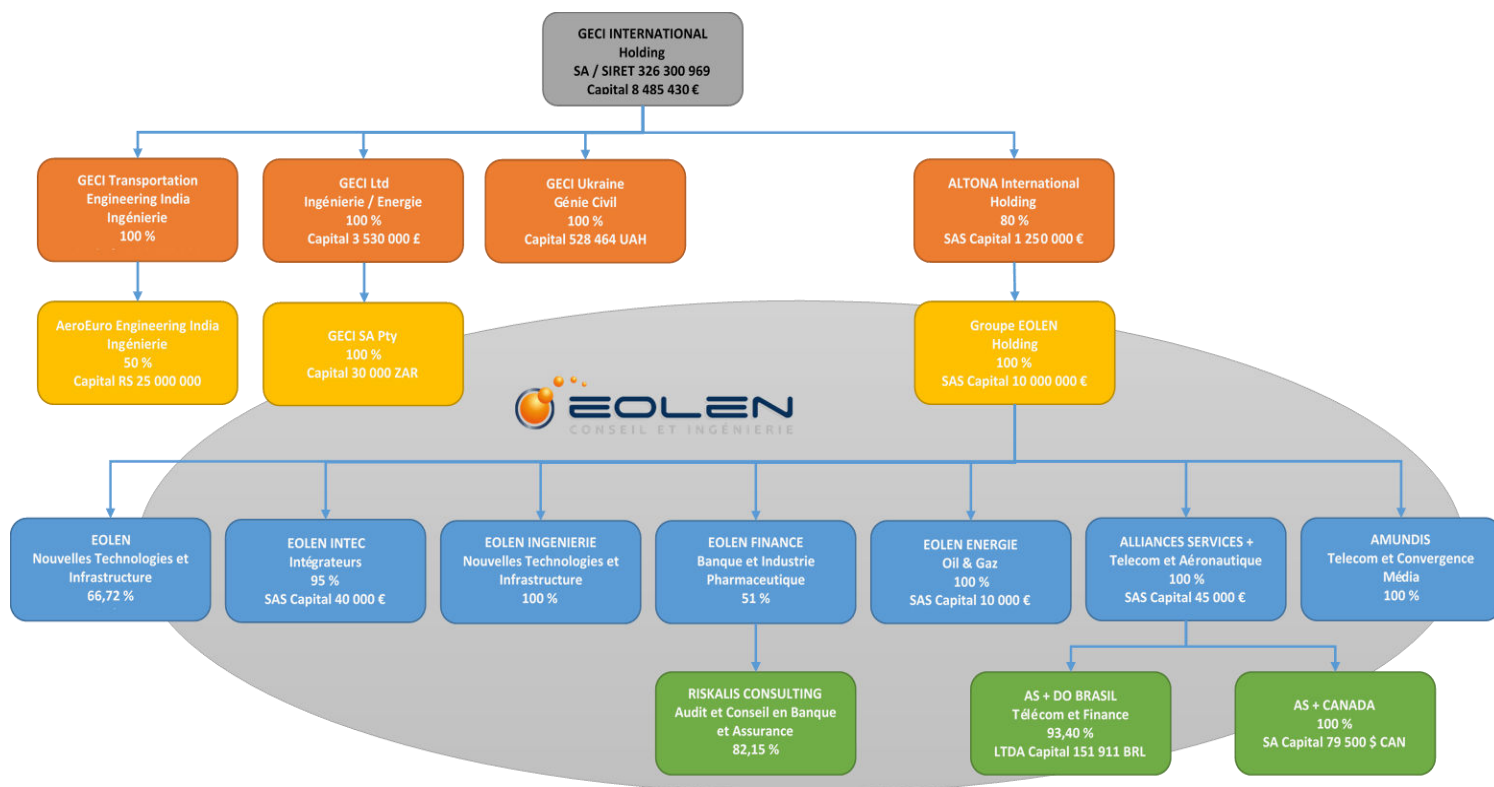 GECI INTERNATIONAL
Holding
SA / SIRET 326 300 969
Capital 8 485 430 €
GECI Transportation
Engineering India
Ingénierie
100 %
GECI Ltd
Ingénierie / Energie
100 %
Capital 3 530 000 £
GECI Ukraine
Génie Civil
100 %
Capital 528 464 UAH
ALTONA International
Holding
80 %
SAS Capital 1 250 000 €
AeroEuro Engineering India
Ingénierie
50 %
Capital RS 25 000 000
GECI SA Pty
100 %
Capital 30 000 ZAR
Groupe EOLEN
Holding
100 %
SAS Capital 10 000 000 €
EOLEN
CONSEIL ET INGÉNIERIE
EOLEN
Nouvelles Technologies et
Infrastructure
66,72 %
EOLEN INTEC
Intégrateurs
95 %
SAS Capital 40 000 €
EOLEN INGENIERIE
Nouvelles Technologies et
Infrastructure
100 %
EOLEN FINANCE
Banque et Industrie
Pharmaceutique
51 %
EOLEN ENERGIE
Oil & Gaz
100 %
SAS Capital 10 000 €
ALLIANCES SERVICES +
Telecom et Aéronautique
100 %
SAS Capital 45 000 €
AMUNDIS
Telecom et Convergence
Média
100 %
RISKALIS CONSULTING
Audit et Conseil en Banque
et Assurance
82,15 %
AS + DO BRASIL
Télécom et Finance
93,40 %
LTDA Capital 151 911 BRL
AS + CANADA
100 %
SA Capital 79 500 $ CAN